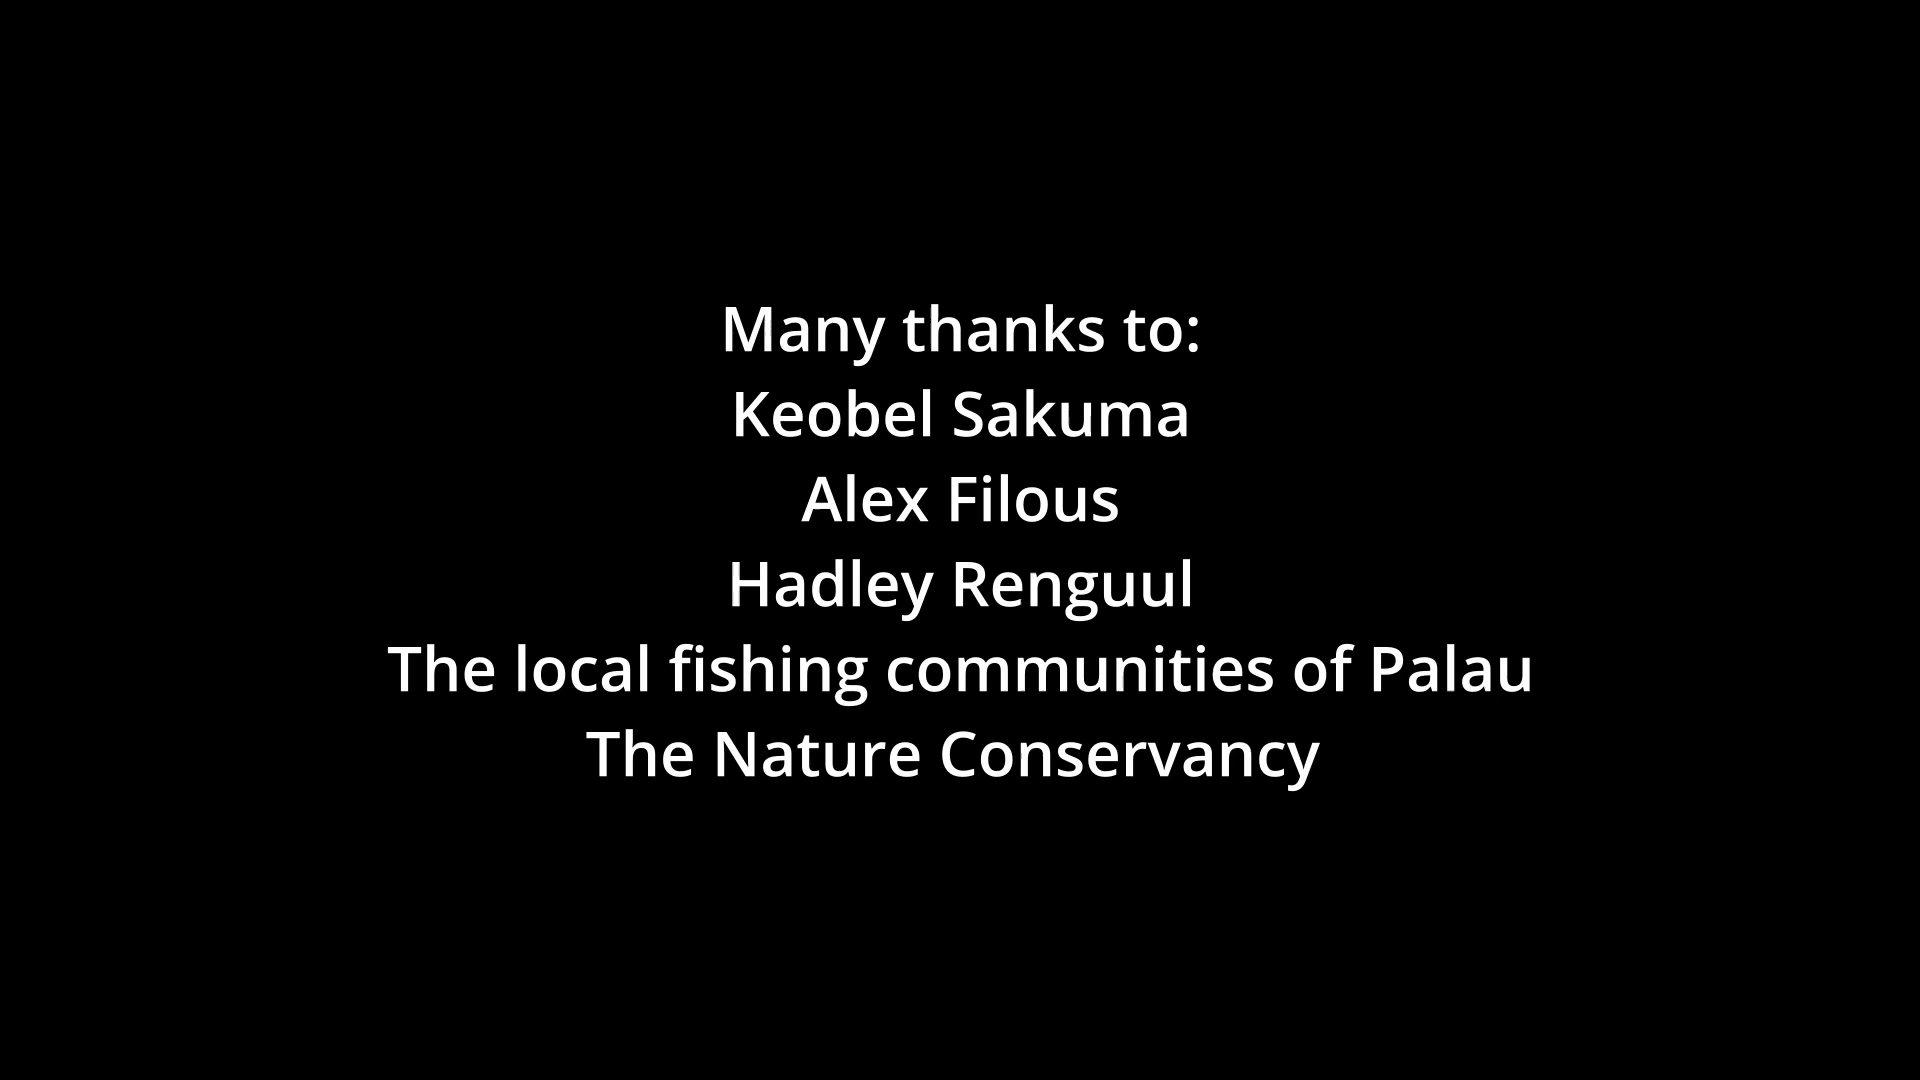 Many thanks to:
Keobel Sakuma
Alex Filous
Hadley Renguul
The local fishing communities of Palau
The Nature Conservancy